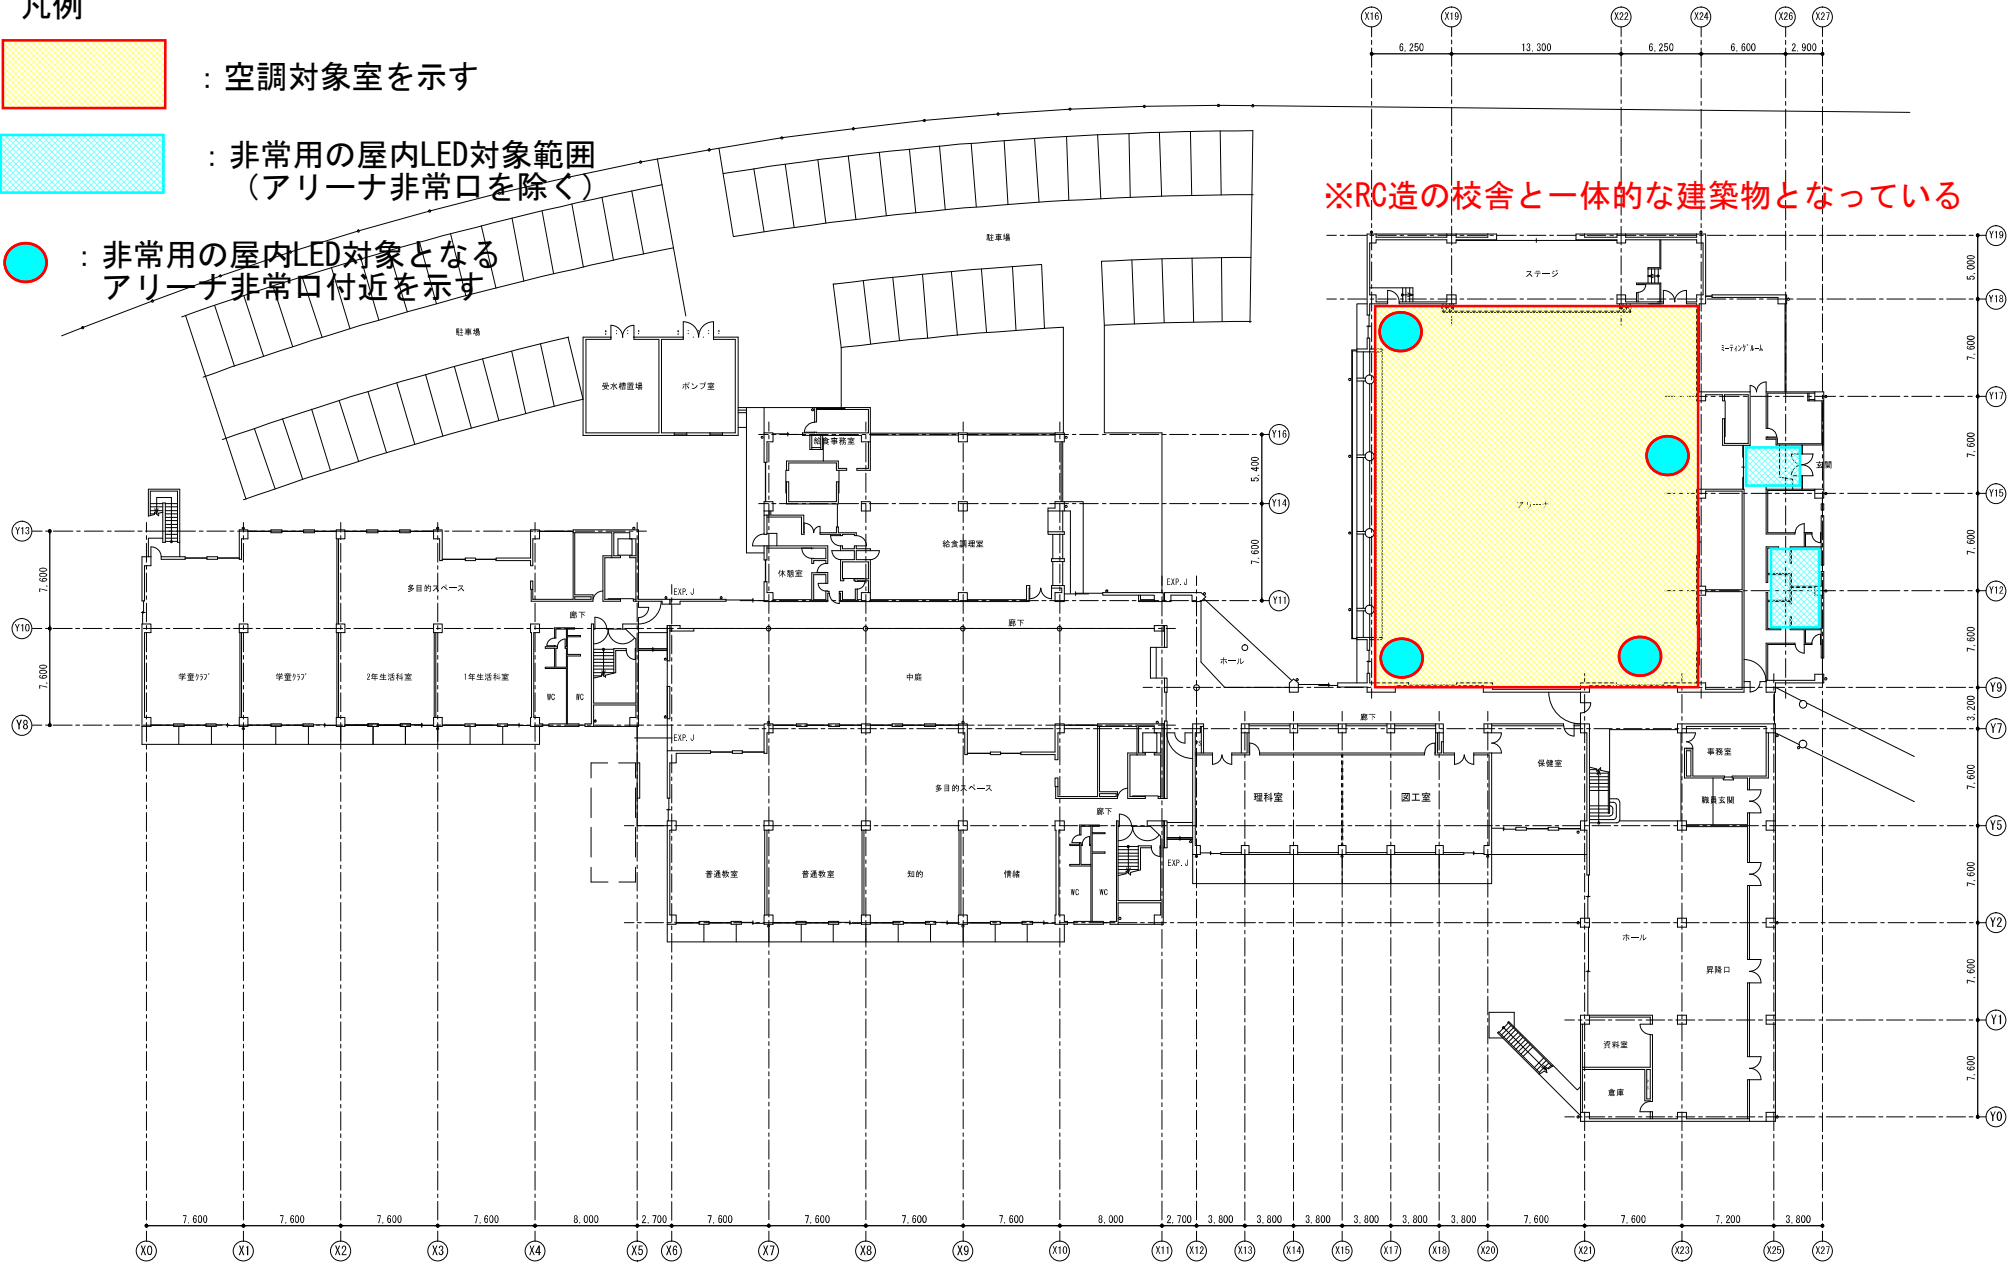 凡例
：空調対象室を示す
：非常用の屋内LED対象範囲
（アリーナ非常口を除く）
：非常用の屋内LED対象となる
アリーナ非常口付近を示す
※RC造の校舎と一体的な建築物となっている
X16 X19 X22 X24 X26 X27
6,250 13,300 6,250 6,600 2,900
Y19
5,000
Y18
7,600
Y17
7,600
Y15
7,600
Y12
7,600
Y9
3,200
Y7
7,600
Y5
7,600
Y2
7,600
Y1
7,600
Y0
駐車場
駐車場
ステージ
ミーティングルーム
玄関
アリーナ
受水槽置場
ポンプ室
給食事務室
給食調理室
休憩室
Y16
5,400
Y14
7,600
Y11
Y13
7,600
Y10
7,600
Y8
多目的スペース
廊下
学童クラブ
学童クラブ
2年生活科室
1年生活科室
WC
WC
EXP.J
EXP.J
EXP.J
EXP.J
廊下
中庭
ホール
廊下
多目的スペース
廊下
普通教室
普通教室
知的
情緒
WC
WC
理科室
図工室
保健室
事務室
職員玄関
ホール
昇降口
資料室
倉庫
7,600 7,600 7,600 7,600 8,000 2,700 7,600 7,600 7,600 7,600 8,000 2,700 3,800 3,800 3,800 3,800 3,800 3,800 7,600 7,600 7,200 3,800
X0 X1 X2 X3 X4 X5 X6 X7 X8 X9 X10 X11 X12 X13 X14 X15 X17 X18 X20 X21 X23 X25 X27